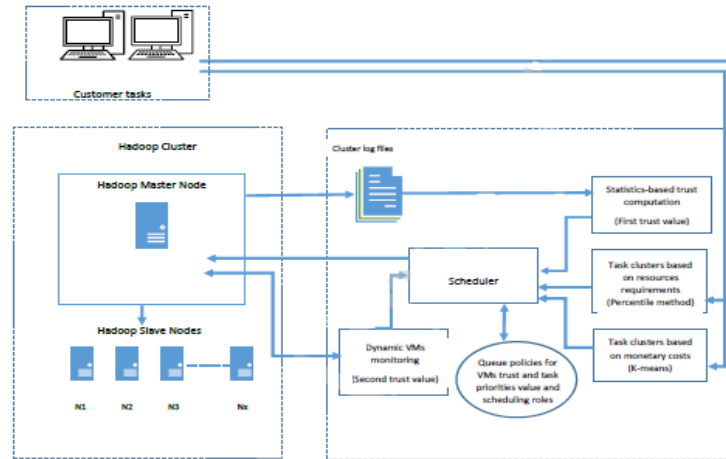 Customer tasks
Hadoop Cluster
Hadoop Master Node
Hadoop Slave Nodes
N1
N2
N3
Nx
Cluster log files
Statistics-based trust
computation
(First trust value)
Scheduler
Task clusters based
on resources
requirements
(Percentile method)
Dynamic VMs
monitoring
(Second trust value)
Queue policies for
VMs trust and task
priorities value and
scheduling roles
Task clusters based
on monetary costs
(K-means)